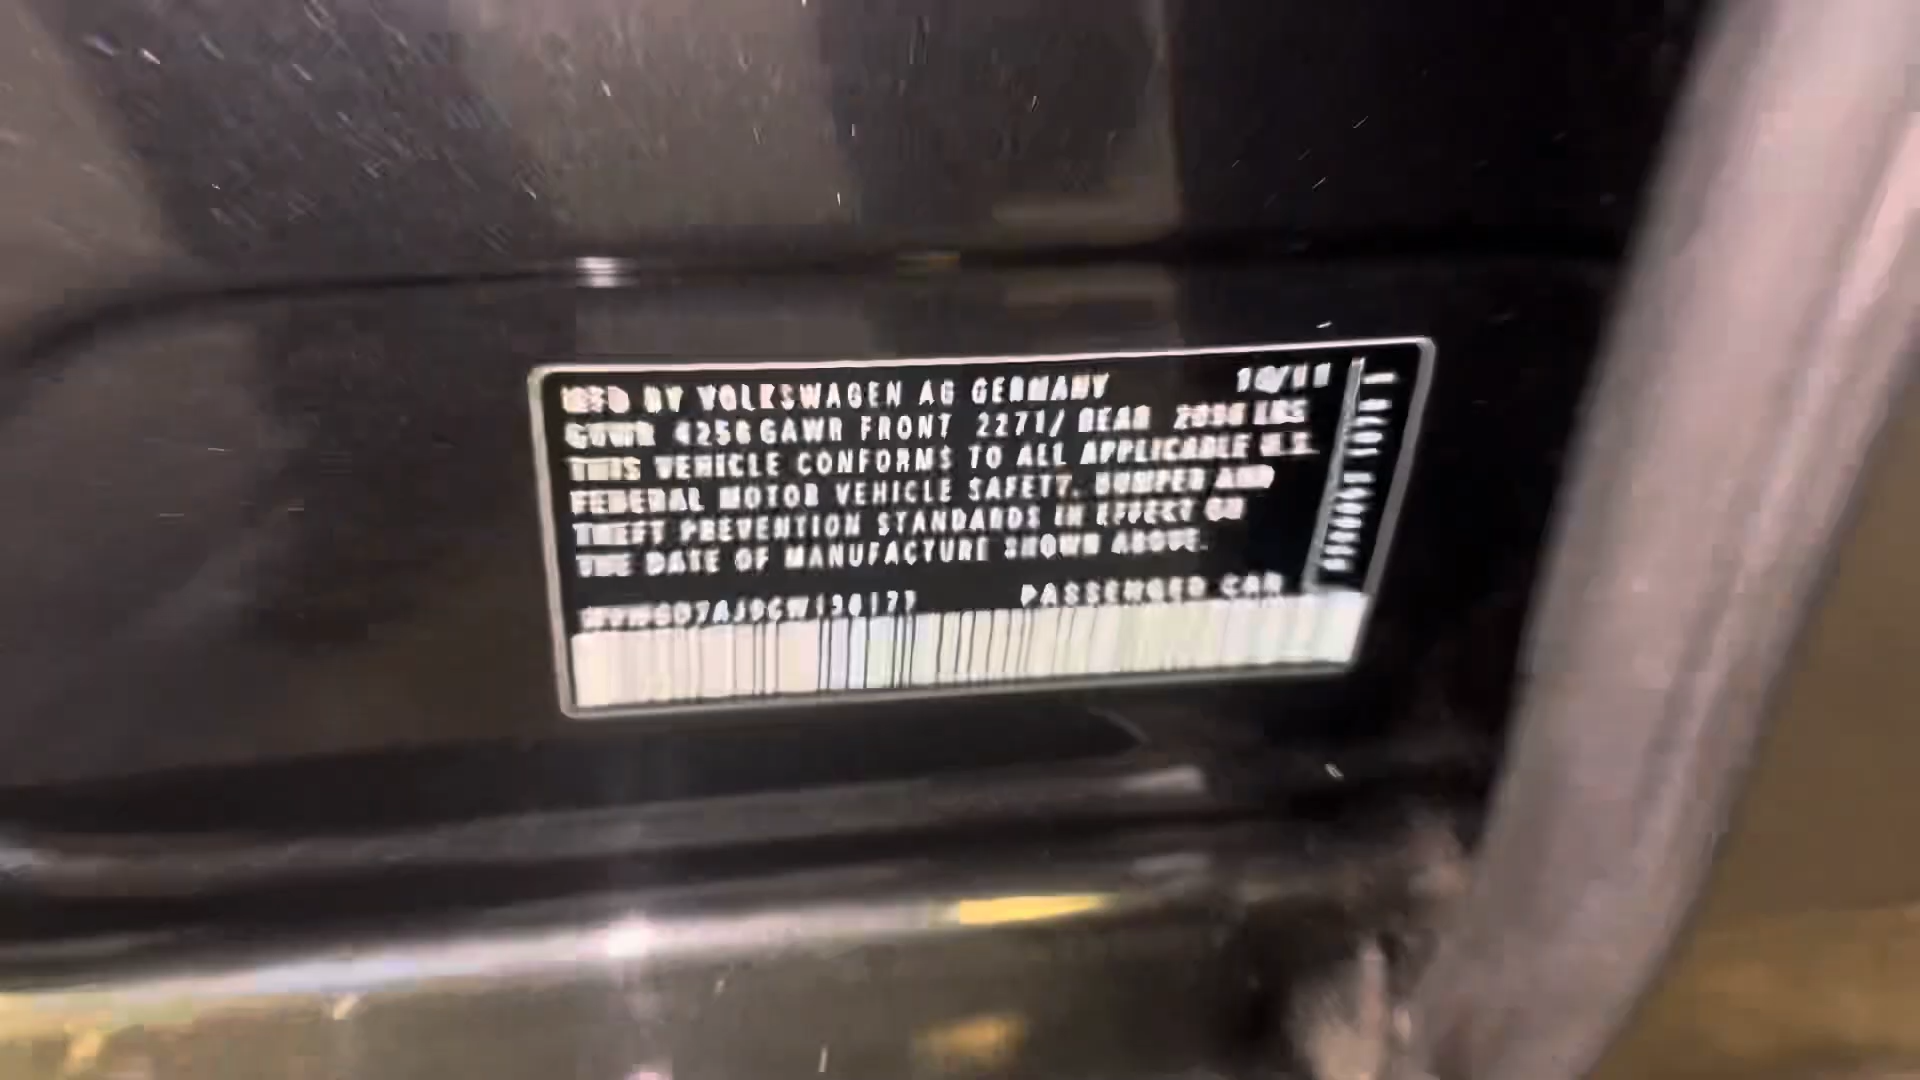 MFD BY VOLKSWAGEN AG GERMANY 10/11
GVWR 4256 GAWR FRONT 2271/ REAR LBS
THIS VEHICLE CONFORMS TO ALL APPLICABLE U.S.
FEDERAL MOTOR VEHICLE SAFETY, BUMPER AND
THEFT PREVENTION STANDARDS IN EFFECT ON
THE DATE OF MANUFACTURE SHOWN ABOVE.
PASSENGER CAR